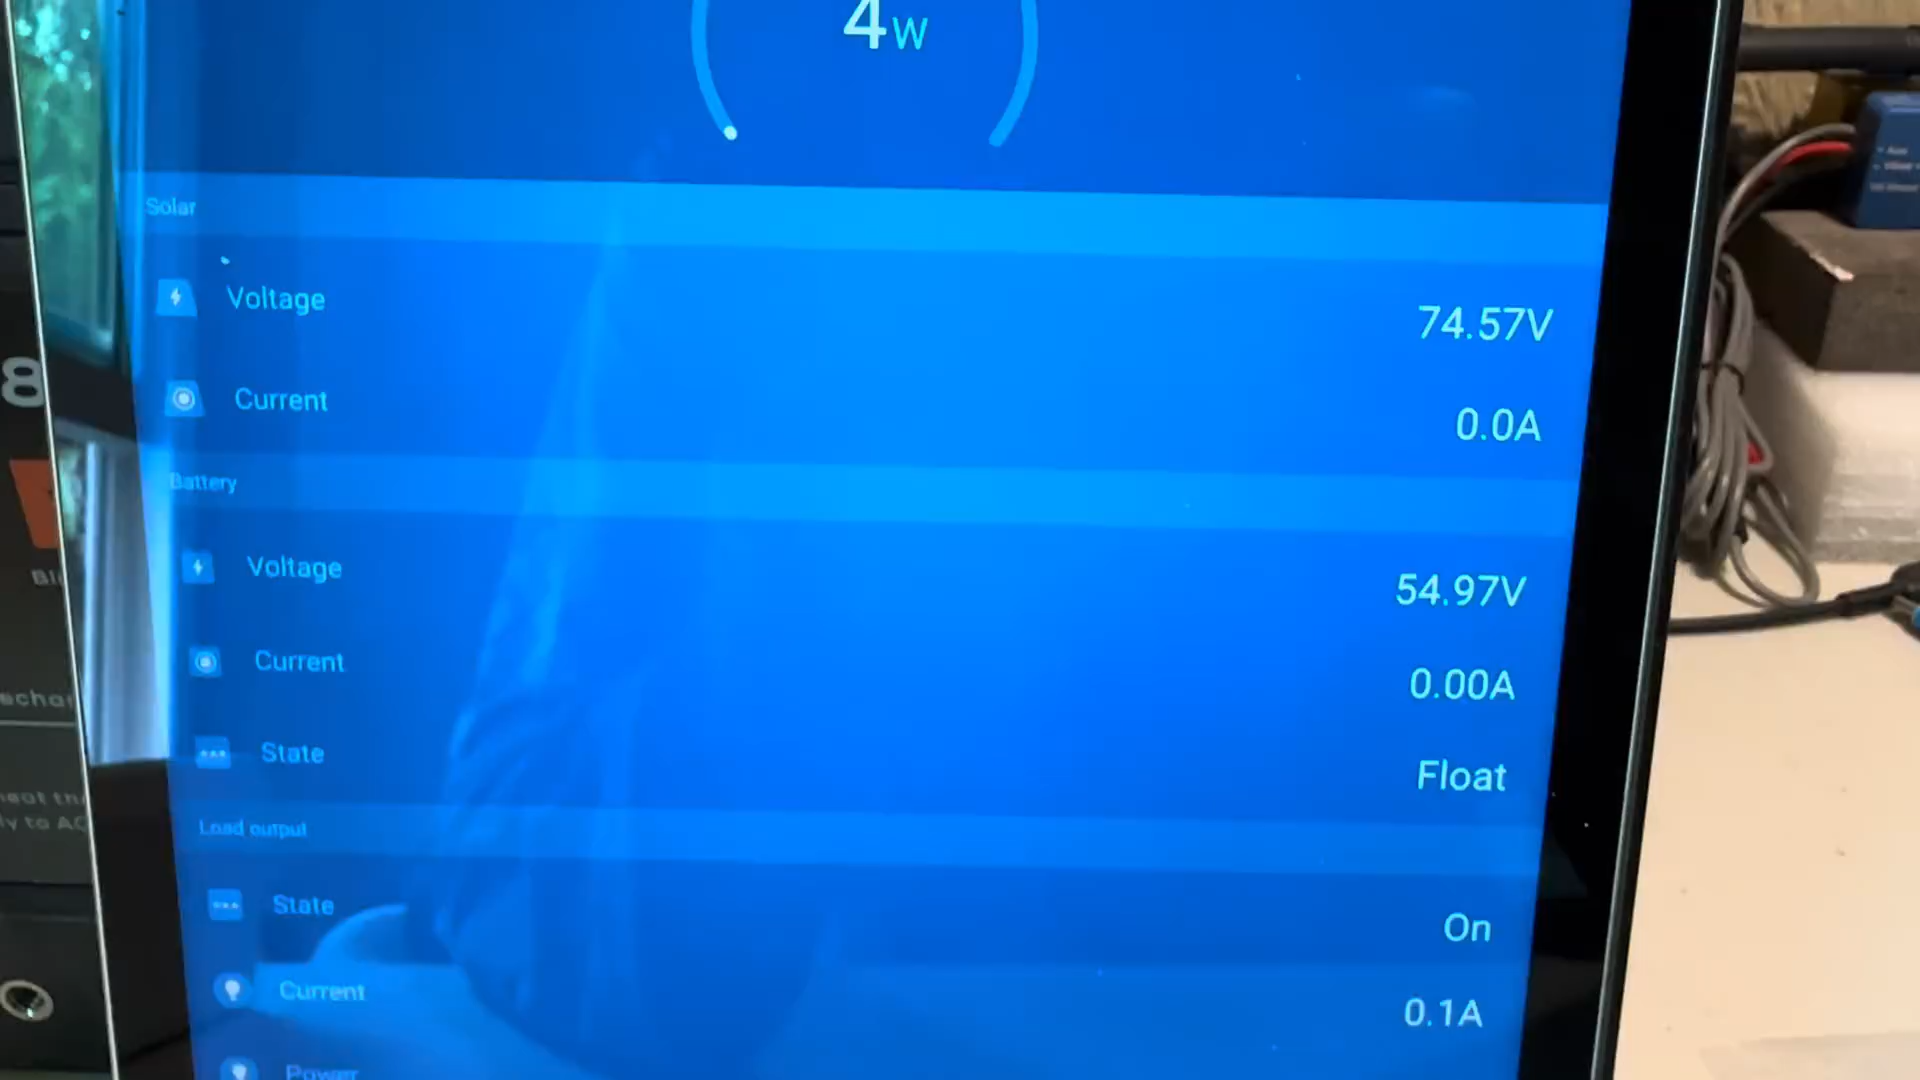 4W
Solar
Voltage 74.57V
Current 0.0A
Battery
Voltage 54.97V
Current 0.00A
State Float
Load output
State On
Current 0.1A
Power
8